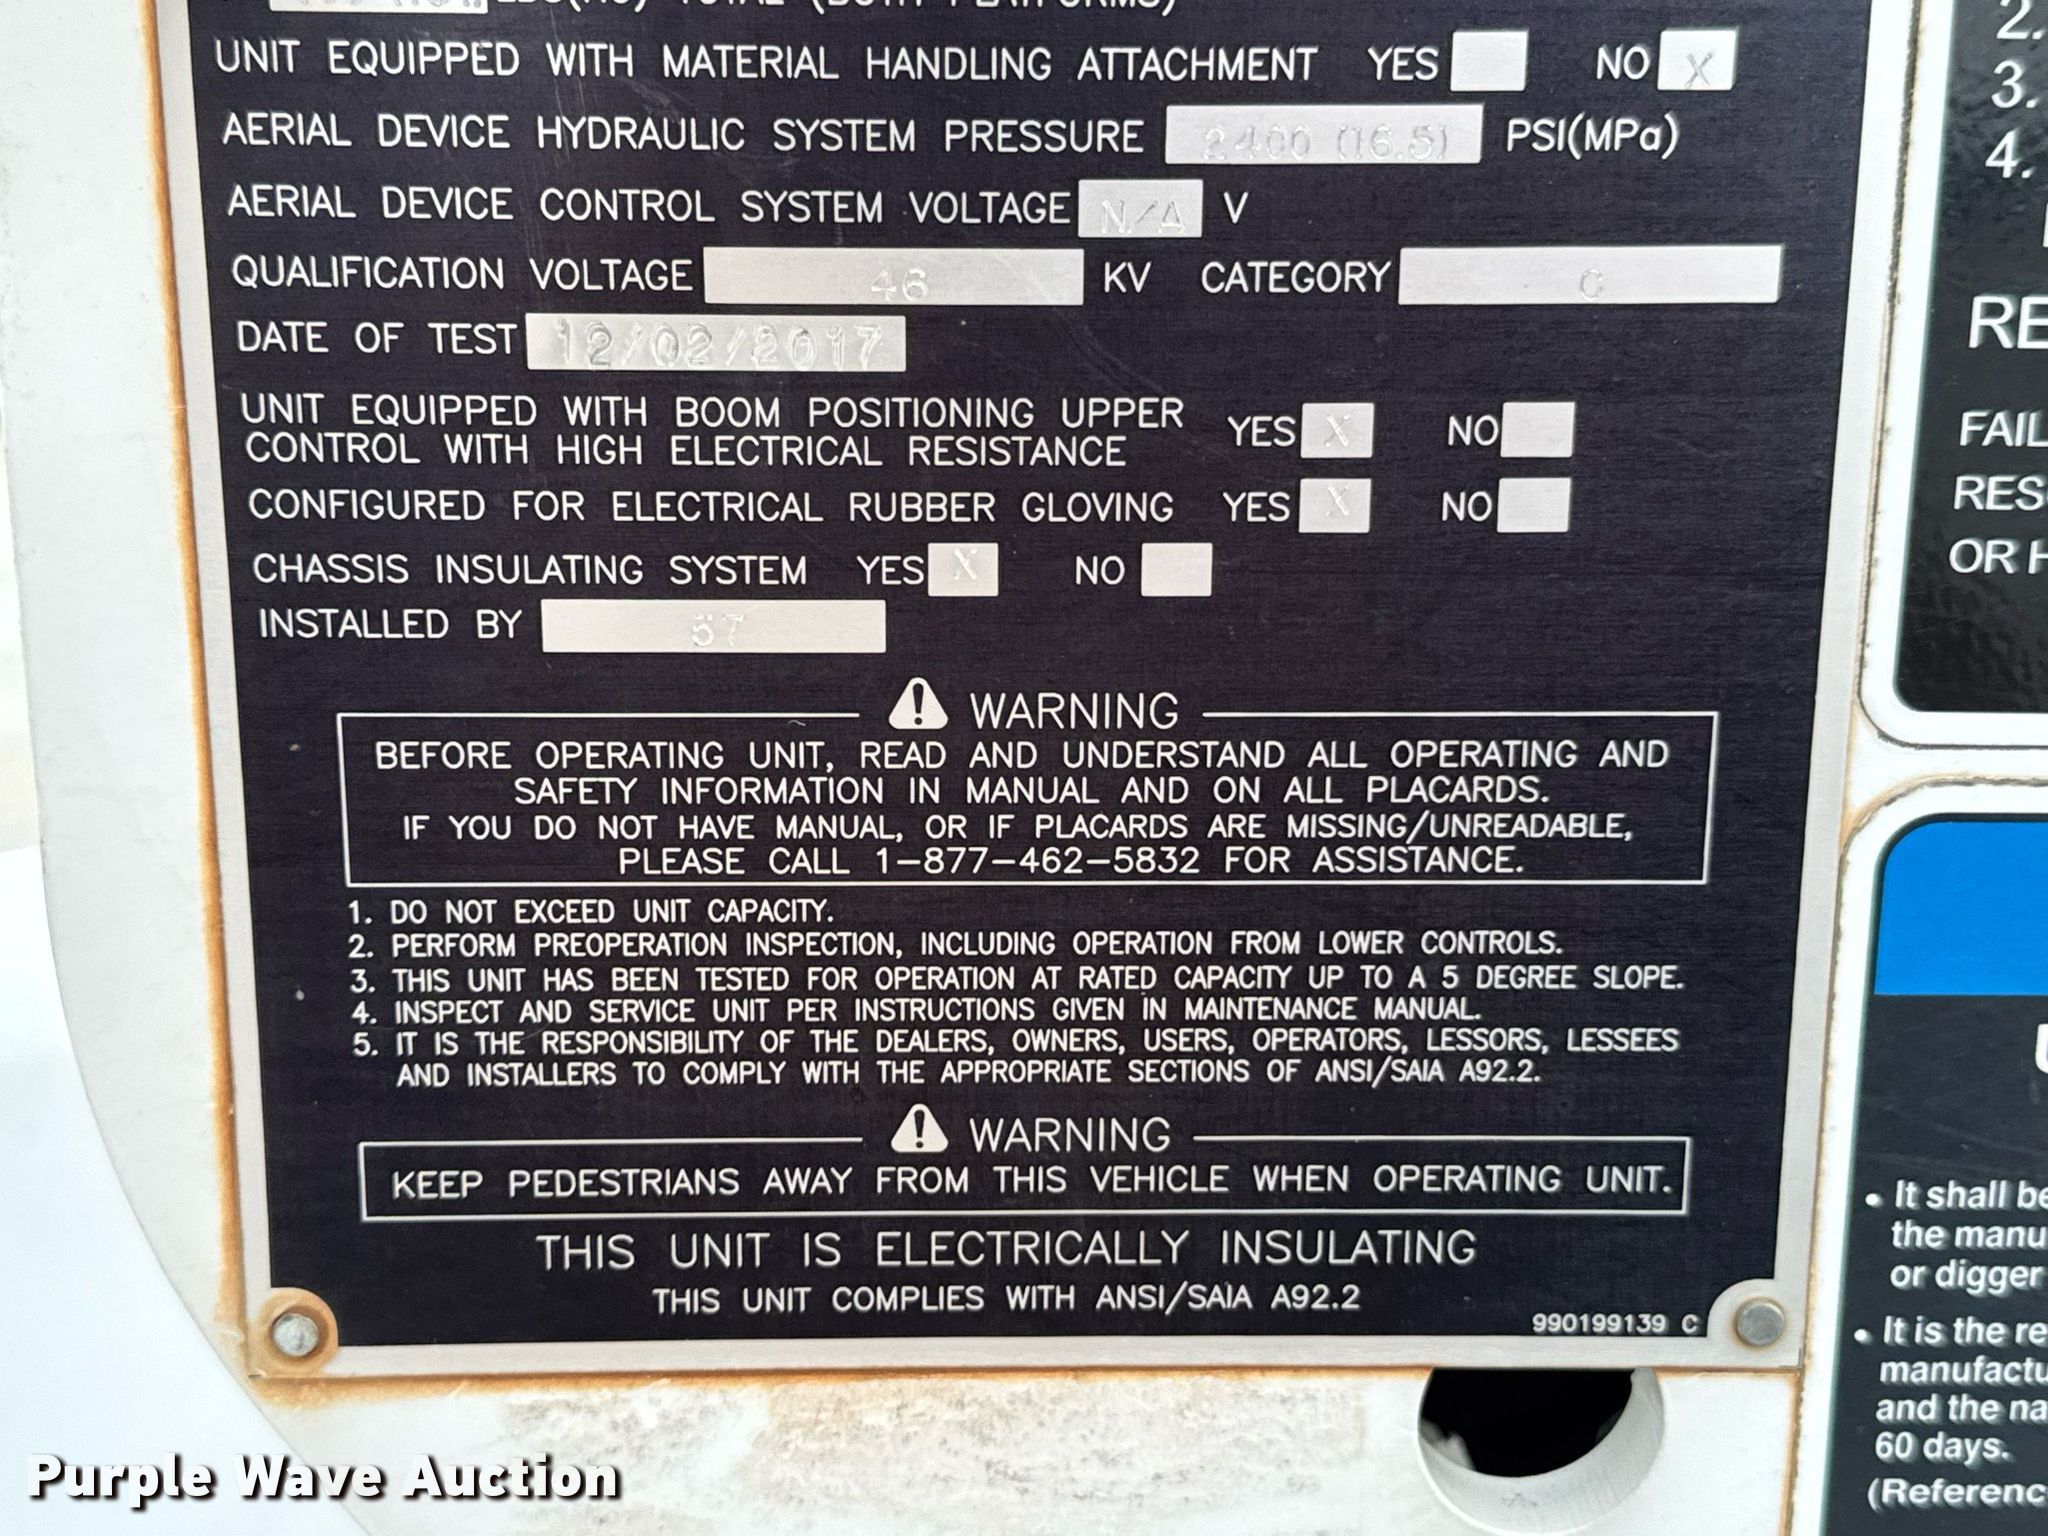 LBS(KG) TOTAL (BOTH PLATFORMS)
UNIT EQUIPPED WITH MATERIAL HANDLING ATTACHMENT YES NO X
AERIAL DEVICE HYDRAULIC SYSTEM PRESSURE 2400 (16.5) PSI(MPa)
AERIAL DEVICE CONTROL SYSTEM VOLTAGE N/A V
QUALIFICATION VOLTAGE 46 KV CATEGORY C
DATE OF TEST 12/02/2017
UNIT EQUIPPED WITH BOOM POSITIONING UPPER
CONTROL WITH HIGH ELECTRICAL RESISTANCE YES X NO
CONFIGURED FOR ELECTRICAL RUBBER GLOVING YES X NO
CHASSIS INSULATING SYSTEM YES X NO
INSTALLED BY 57
WARNING
BEFORE OPERATING UNIT, READ AND UNDERSTAND ALL OPERATING AND
SAFETY INFORMATION IN MANUAL AND ON ALL PLACARDS.
IF YOU DO NOT HAVE MANUAL, OR IF PLACARDS ARE MISSING/UNREADABLE,
PLEASE CALL 1-877-462-5832 FOR ASSISTANCE.
1. DO NOT EXCEED UNIT CAPACITY.
2. PERFORM PREOPERATION INSPECTION, INCLUDING OPERATION FROM LOWER CONTROLS.
3. THIS UNIT HAS BEEN TESTED FOR OPERATION AT RATED CAPACITY UP TO A 5 DEGREE SLOPE.
4. INSPECT AND SERVICE UNIT PER INSTRUCTIONS GIVEN IN MAINTENANCE MANUAL.
5. IT IS THE RESPONSIBILITY OF THE DEALERS, OWNERS, USERS, OPERATORS, LESSORS, LESSEES
AND INSTALLERS TO COMPLY WITH THE APPROPRIATE SECTIONS OF ANSI/SAIA A92.2.
WARNING
KEEP PEDESTRIANS AWAY FROM THIS VEHICLE WHEN OPERATING UNIT.
THIS UNIT IS ELECTRICALLY INSULATING
THIS UNIT COMPLIES WITH ANSI/SAIA A92.2
990199139 C
2.
3.
4.
RE
FAIL
RES
OR H
• It shall be
the manu
or digger
• It is the re
manufactu
and the na
60 days.
(Referenc
Purple Wave Auction